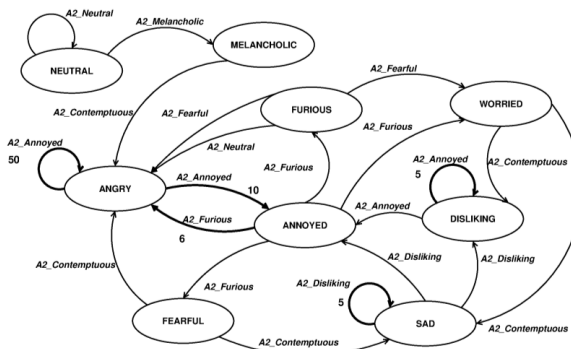 A2_Neutral
A2_Melancholic
MELANCHOLIC
NEUTRAL
A2_Fearful
A2_Contemptuous
A2_Fearful
FURIOUS
WORRIED
A2_Furious
A2_Annoyed
50
A2_Neutral
A2_Contemptuous
A2_Annoyed
5
A2_Furious
A2_Annoyed
10
ANGRY
A2_Annoyed
DISLIKING
A2_Furious
6
ANNOYED
A2_Disliking
A2_Disliking
A2_Contemptuous
A2_Furious
A2_Disliking
5
FEARFUL
SAD
A2_Contemptuous
A2_Contemptuous